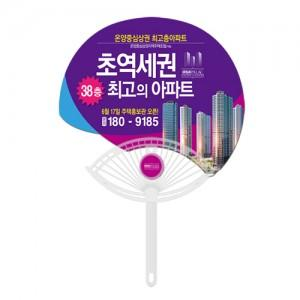 온양중심상권 최고층아파트
초역세권
38층
최고의 아파트
6월 17일 주택홍보관 오픈!
180 - 9185